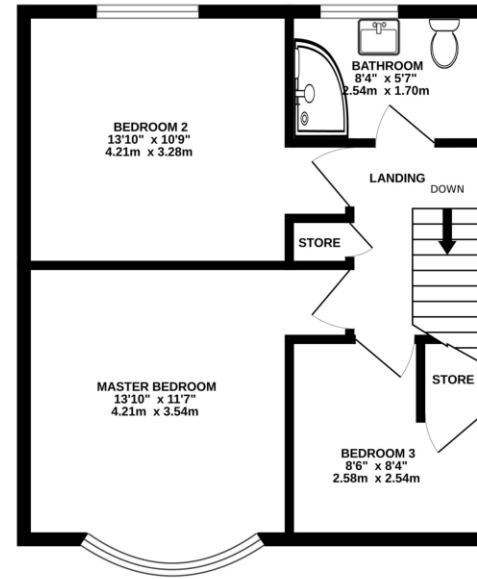 BATHROOM
8'4" x 5'7"
2.54m x 1.70m
BEDROOM 2
13'10" x 10'9"
4.21m x 3.28m
LANDING
DOWN
STORE
MASTER BEDROOM
13'10" x 11'7"
4.21m x 3.54m
STORE
BEDROOM 3
8'6" x 8'4"
2.58m x 2.54m